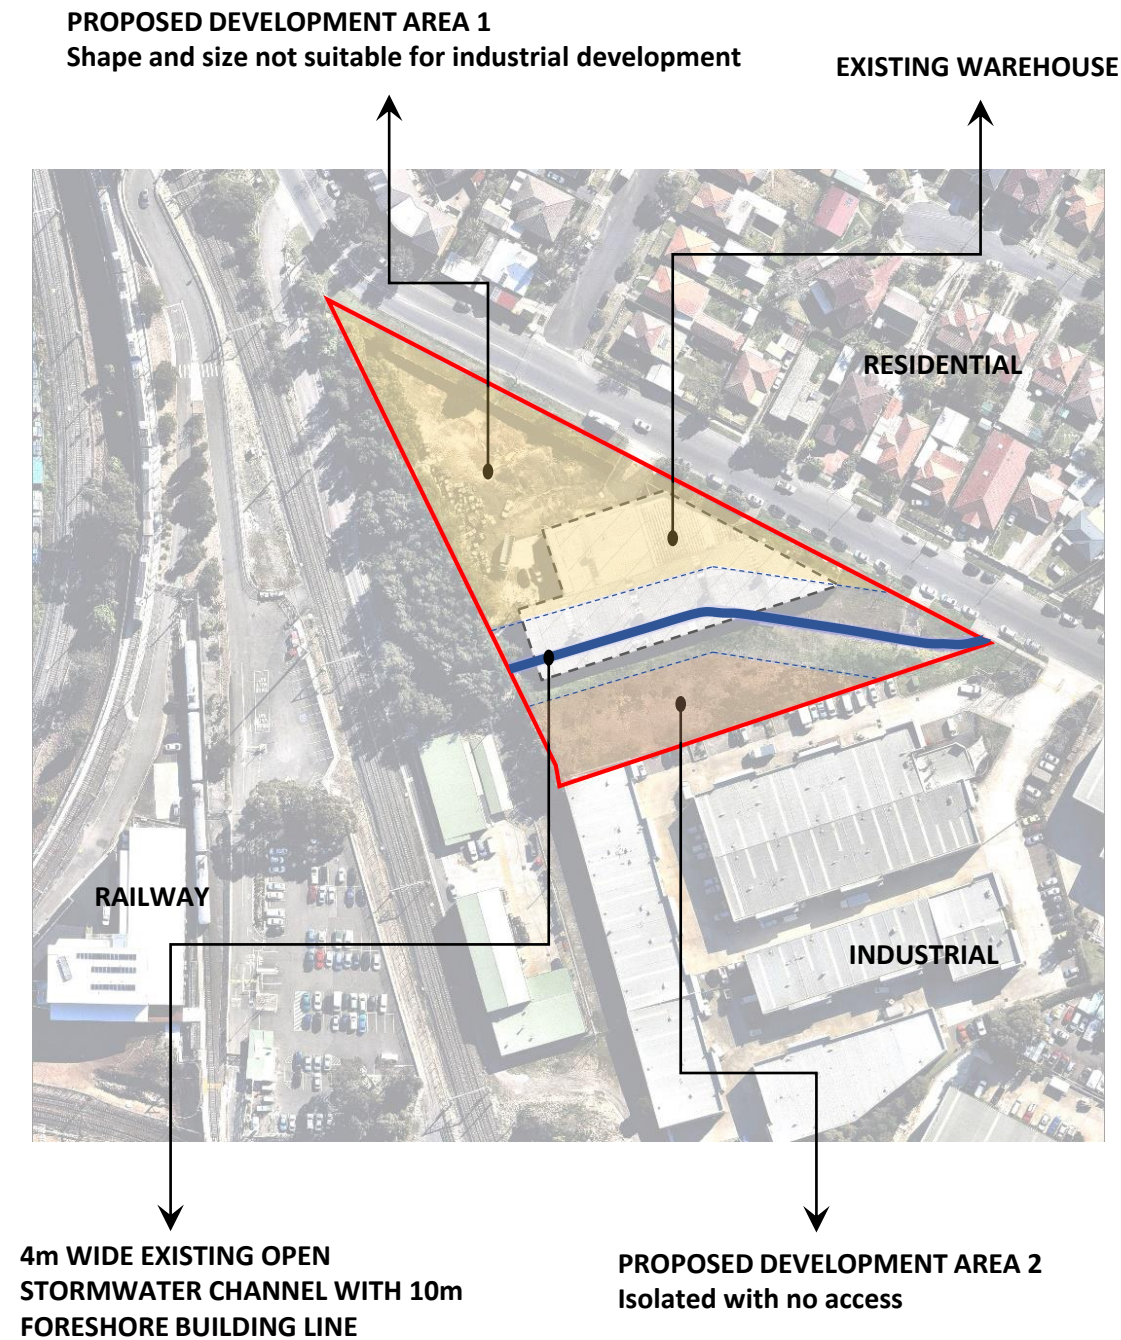 PROPOSED DEVELOPMENT AREA 1
Shape and size not suitable for industrial development
EXISTING WAREHOUSE
RESIDENTIAL
RAILWAY
INDUSTRIAL
4m WIDE EXISTING OPEN
STORMWATER CHANNEL WITH 10m
FORESHORE BUILDING LINE
PROPOSED DEVELOPMENT AREA 2
Isolated with no access